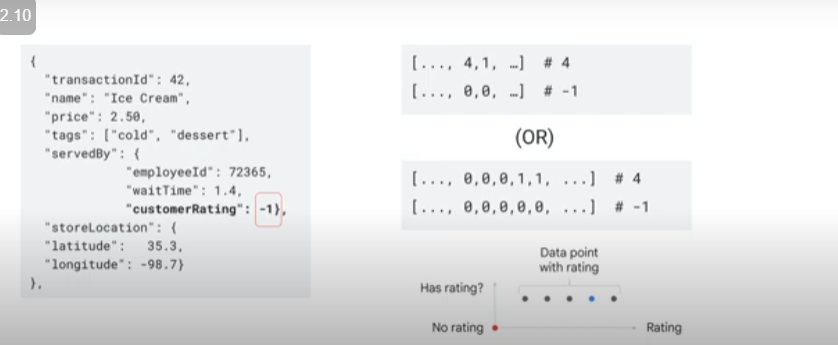 2.10
{
"transactionId": 42,
"name": "Ice Cream",
"price": 2.50,
"tags": ["cold", "dessert"],
"servedBy": {
"employeeId": 72365,
"waitTime": 1.4,
"customerRating": -1},
"storeLocation": {
"latitude": 35.3,
"longitude": -98.7}
},
[..., 4,1, …] # 4
[..., 0,0, …] # -1
(OR)
[..., 0,0,0,1,1, ...] # 4
[..., 0,0,0,0,0, ...] # -1
Data point
with rating
Has rating?
No rating
Rating